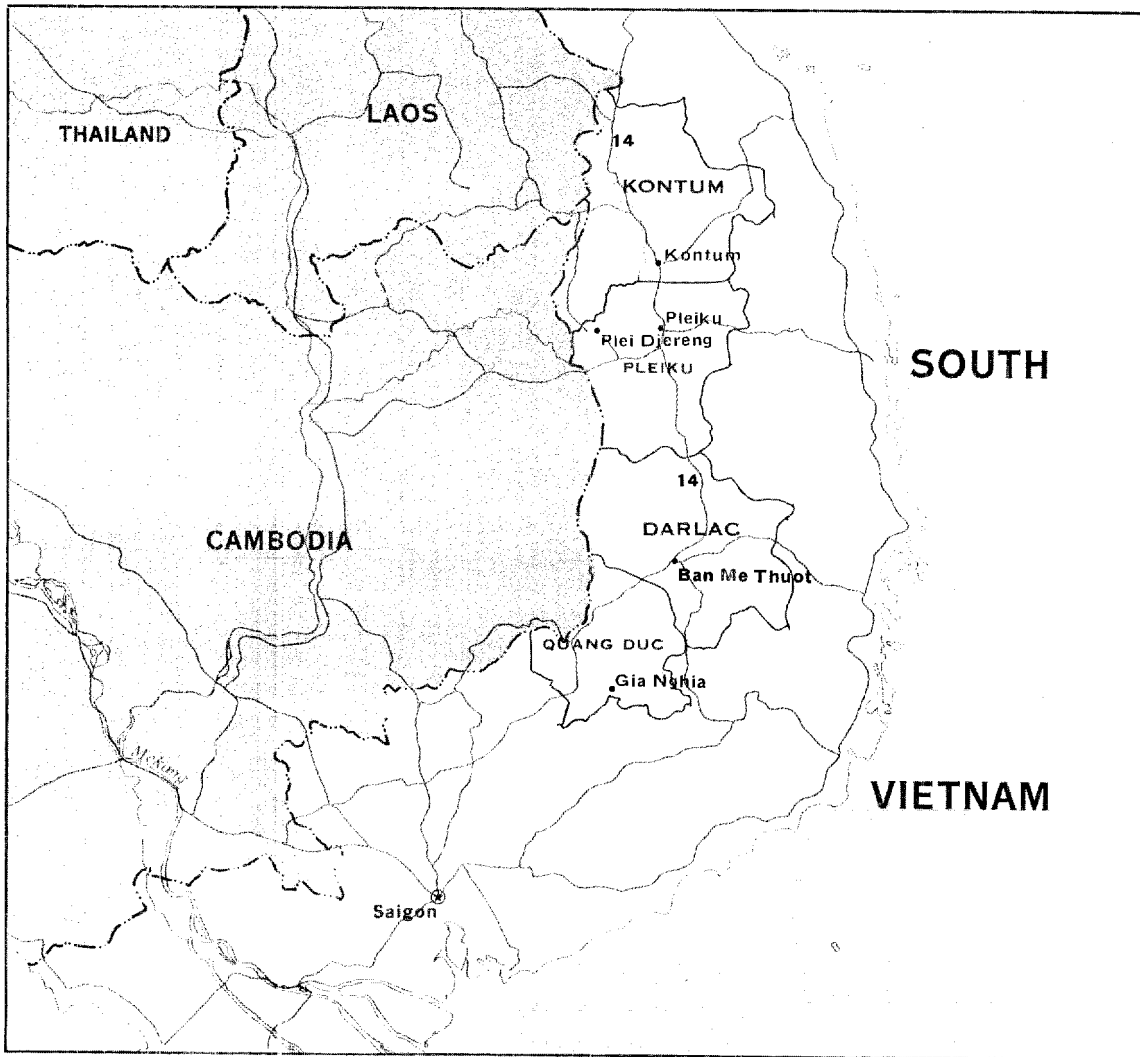 LAOS
THAILAND
14
KONTUM
Kontum
Pleiku
Plei Djereng
PLEIKU
SOUTH
14
DARLAC
CAMBODIA
Ban Me Thuot
QUANG DUC
Gia Nghia
Mekong
VIETNAM
Saigon